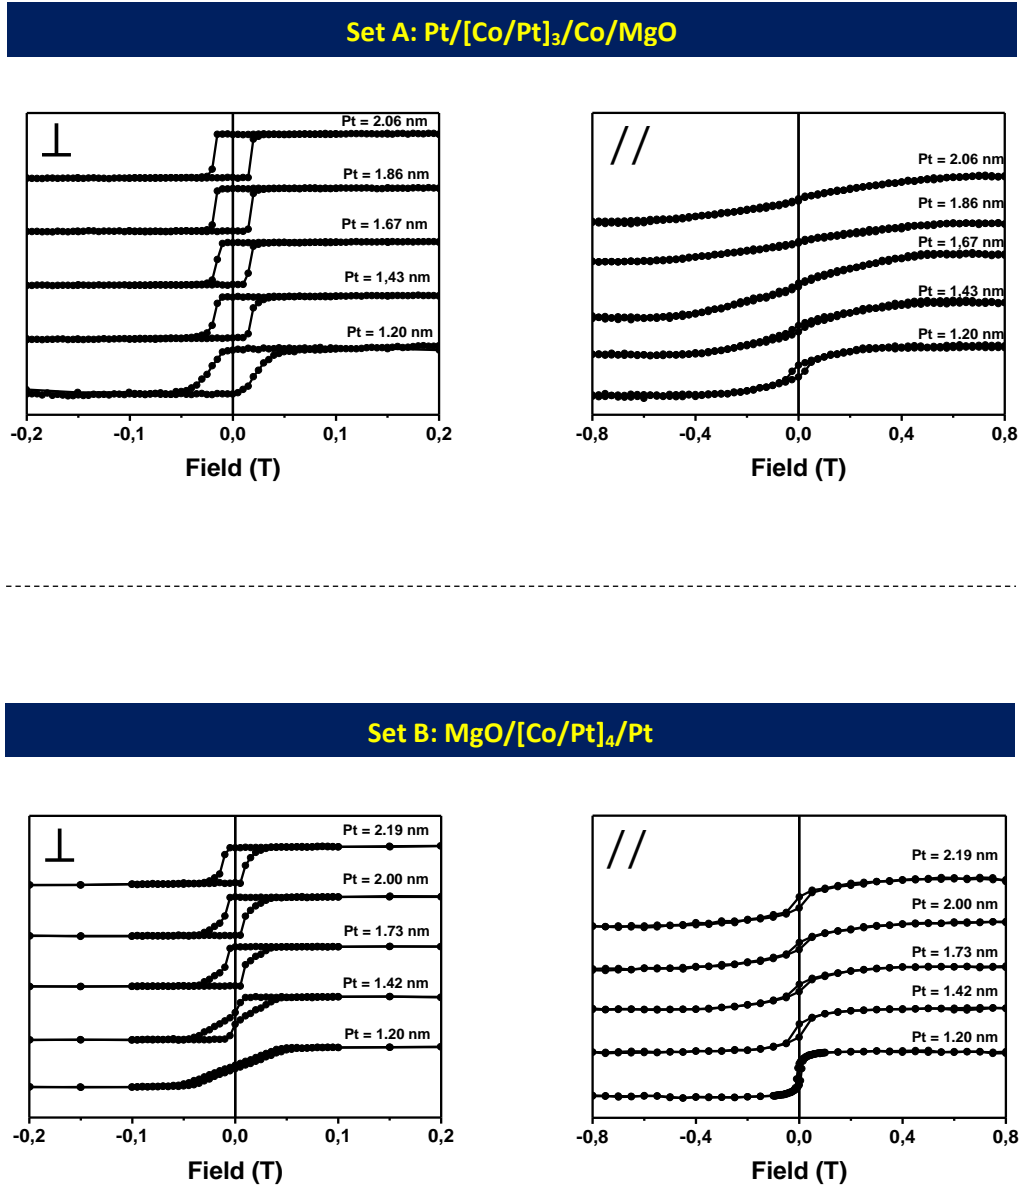 Set A: Pt/[Co/Pt]₃/Co/MgO
⊥
Pt = 2.06 nm
Pt = 1.86 nm
Pt = 1.67 nm
Pt = 1,43 nm
Pt = 1.20 nm
-0,2 -0,1 0,0 0,1 0,2
Field (T)
//
Pt = 2.06 nm
Pt = 1.86 nm
Pt = 1,67 nm
Pt = 1.43 nm
Pt = 1.20 nm
-0,8 -0,4 0,0 0,4 0,8
Field (T)
Set B: MgO/[Co/Pt]₄/Pt
⊥
Pt = 2.19 nm
Pt = 2.00 nm
Pt = 1.73 nm
Pt = 1.42 nm
Pt = 1.20 nm
-0,2 -0,1 0,0 0,1 0,2
Field (T)
//
Pt = 2.19 nm
Pt = 2.00 nm
Pt = 1.73 nm
Pt = 1.42 nm
Pt = 1.20 nm
-0,8 -0,4 0,0 0,4 0,8
Field (T)